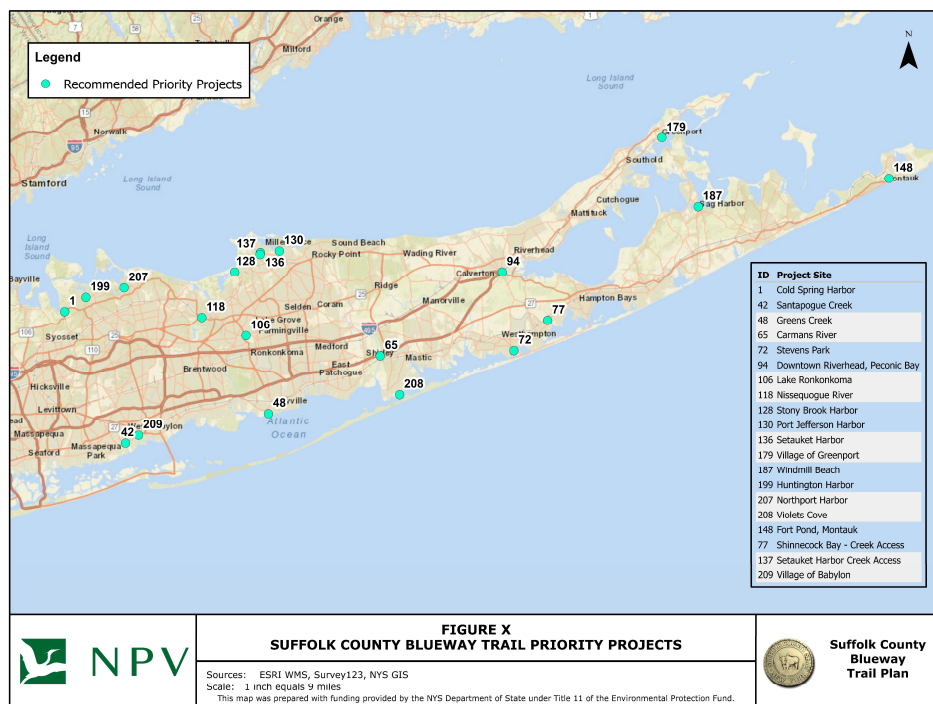 Orange
Milford
Legend
Recommended Priority Projects
N
Long Island
Sound
15
Norwalk
95
Stamford
Long Island
Sound
179
Southold
148
187
Sag Harbor
Cutchogue
Mattituck
Long
Island
Sound
137
130
136
Sound Beach
Rocky Point
Wading River
Riverhead
128
94
Calverton
Bayville
207
199
1
Ridge
Manorville
25
27
Hampton Bays
118
Selden
Coram
25
77
106
Syosset
25
106
Farmingville
495
72
110
Ronkonkoma
Medford
65
Mastic
East
Patchogue
Brentwood
208
Hicksville
48
Levittown
Atlantic
Ocean
209
27
42
Massapequa
Seaford
Massapequa
Park
ID Project Site
1 Cold Spring Harbor
42 Santapogue Creek
48 Greens Creek
65 Carmans River
72 Stevens Park
94 Downtown Riverhead, Peconic Bay
106 Lake Ronkonkoma
118 Nissequogue River
128 Stony Brook Harbor
130 Port Jefferson Harbor
136 Setauket Harbor
179 Village of Greenport
187 Windmill Beach
199 Huntington Harbor
207 Northport Harbor
208 Violets Cove
148 Fort Pond, Montauk
77 Shinnecock Bay - Creek Access
137 Setauket Harbor Creek Access
209 Village of Babylon
NPV
FIGURE X
SUFFOLK COUNTY BLUEWAY TRAIL PRIORITY PROJECTS
Sources: ESRI WMS, Survey123, NYS GIS
Scale: 1 inch equals 9 miles
This map was prepared with funding provided by the NYS Department of State under Title 11 of the Environmental Protection Fund.
Suffolk County
Blueway
Trail Plan